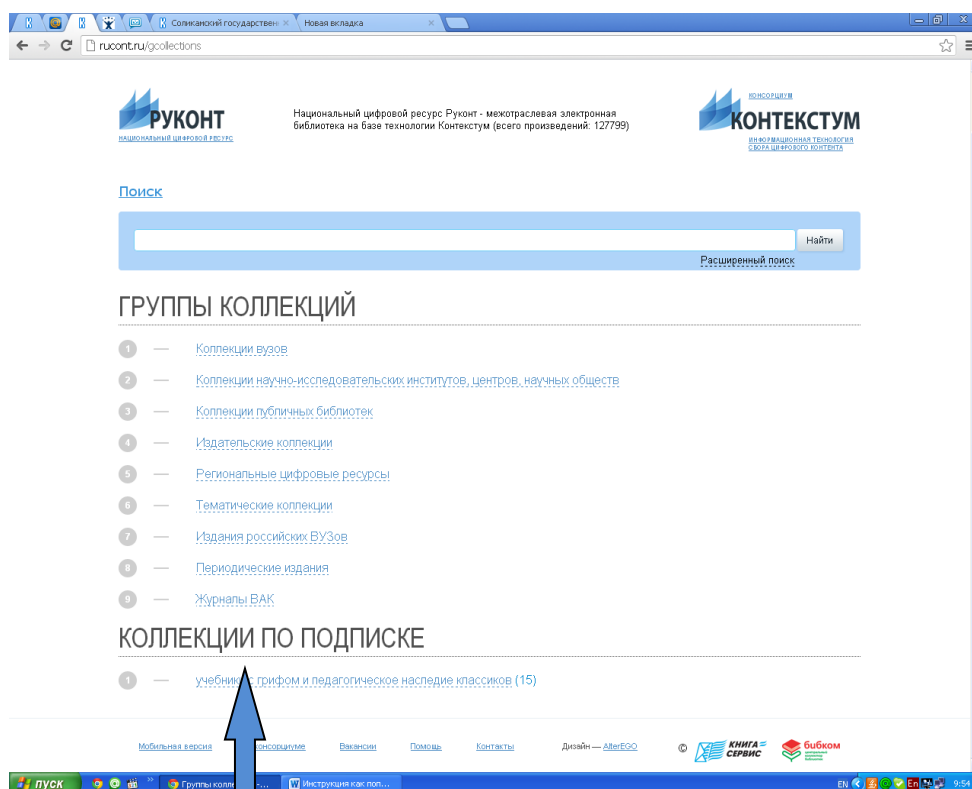 Соликамский государствен
Новая вкладка
rucont.ru/gcollections
РУКОНТ
НАЦИОНАЛЬНЫЙ ЦИФРОВОЙ РЕСУРС
Национальный цифровой ресурс Руконт - межотраслевая электронная
библиотека на базе технологии Контекстум (всего произведений: 127799)
КОНСОРЦИУМ
КОНТЕКСТУМ
ИНФОРМАЦИОННАЯ ТЕХНОЛОГИЯ
СБОРА ЦИФРОВОГО КОНТЕНТА
Поиск
Найти
Расширенный поиск
ГРУППЫ КОЛЛЕКЦИЙ
1 — Коллекции вузов
2 — Коллекции научно-исследовательских институтов, центров, научных обществ
3 — Коллекции публичных библиотек
4 — Издательские коллекции
5 — Региональные цифровые ресурсы
6 — Тематические коллекции
7 — Издания российских ВУЗов
8 — Периодические издания
9 — Журналы ВАК
КОЛЛЕКЦИИ ПО ПОДПИСКЕ
1 — учебники с грифом и педагогическое наследие классиков (15)
Мобильная версия консорциуме Вакансии Помощь Контакты Дизайн — AlterEGO © КНИГА СЕРВИС бубком
пуск Группы колле ... Инструкция как поп... EN En 9:54